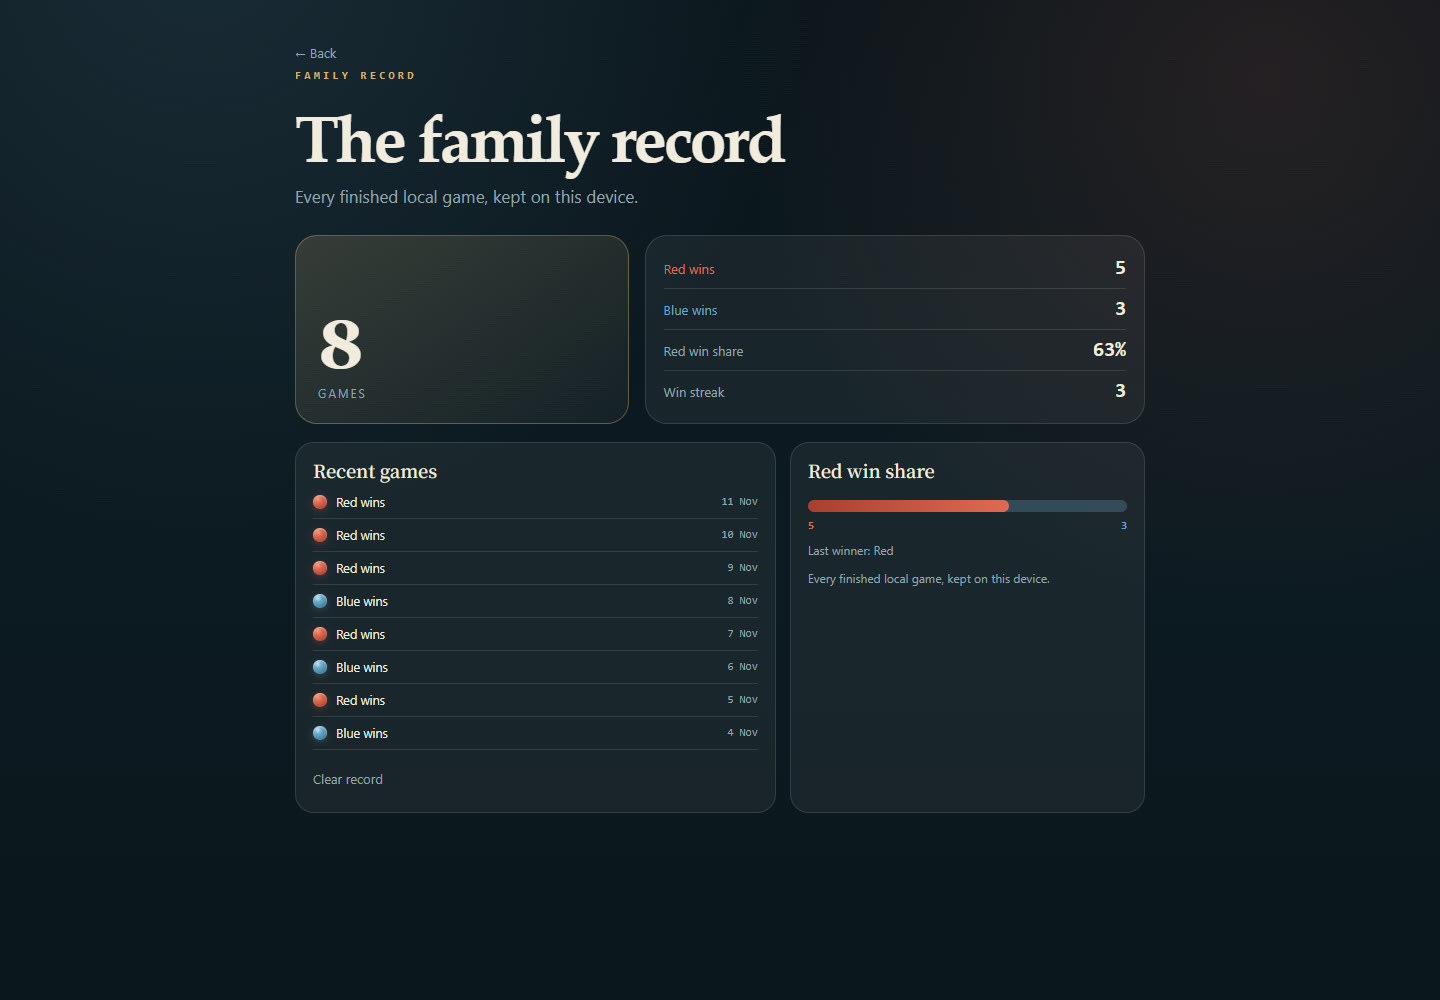 ← Back
FAMILY RECORD
The family record
Every finished local game, kept on this device.
8
GAMES
Red wins 5
Blue wins 3
Red win share 63%
Win streak 3
Recent games
Red wins 11 Nov
Red wins 10 Nov
Red wins 9 Nov
Blue wins 8 Nov
Red wins 7 Nov
Blue wins 6 Nov
Red wins 5 Nov
Blue wins 4 Nov
Clear record
Red win share
5 3
Last winner: Red
Every finished local game, kept on this device.